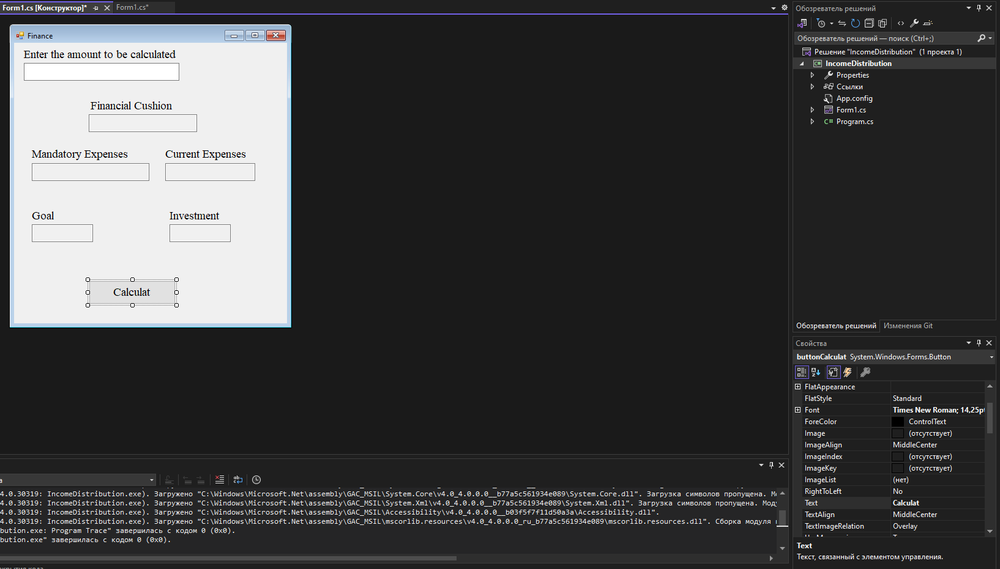 Form1.cs [Конструктор]*
Form1.cs*
Finance
Enter the amount to be calculated
Financial Cushion
Mandatory Expenses
Current Expenses
Goal
Investment
Calculat
4.0.30319: IncomeDistribution.exe). Загружено "C:\Windows\Microsoft.Net\assembly\GAC_MSIL\System.Core\v4.0_4.0.0.0__b77a5c561934e089\System.Core.dll". Загрузка символов пропущена. Мо
4.0.30319: IncomeDistribution.exe). Загружено "C:\Windows\Microsoft.Net\assembly\GAC_MSIL\System.Xml\v4.0_4.0.0.0__b77a5c561934e089\System.Xml.dll". Загрузка символов пропущена. Моду
4.0.30319: IncomeDistribution.exe). Загружено "C:\Windows\Microsoft.Net\assembly\GAC_MSIL\Accessibility\v4.0_4.0.0.0__b03f5f7f11d50a3a\Accessibility.dll".
4.0.30319: IncomeDistribution.exe). Загружено "C:\Windows\Microsoft.Net\assembly\GAC_MSIL\mscorlib.resources\v4.0_4.0.0.0_ru_b77a5c561934e089\mscorlib.resources.dll". Сборка модуля
bution.exe: Program Trace" завершилась с кодом 0 (0x0).
bution.exe" завершилась с кодом 0 (0x0).
Обозреватель решений
Обозреватель решений — поиск (Ctrl+;)
Решение "IncomeDistribution" (1 проекта 1)
IncomeDistribution
Properties
Ссылки
App.config
Form1.cs
Program.cs
Обозреватель решений
Изменения Git
Свойства
buttonCalculat System.Windows.Forms.Button
FlatAppearance
FlatStyle Standard
Font Times New Roman; 14,25pt
ForeColor ControlText
Image (отсутствует)
ImageAlign MiddleCenter
ImageIndex (отсутствует)
ImageKey (отсутствует)
ImageList (нет)
RightToLeft No
Text Calculat
TextAlign MiddleCenter
TextImageRelation Overlay
Text
Текст, связанный с элементом управления.